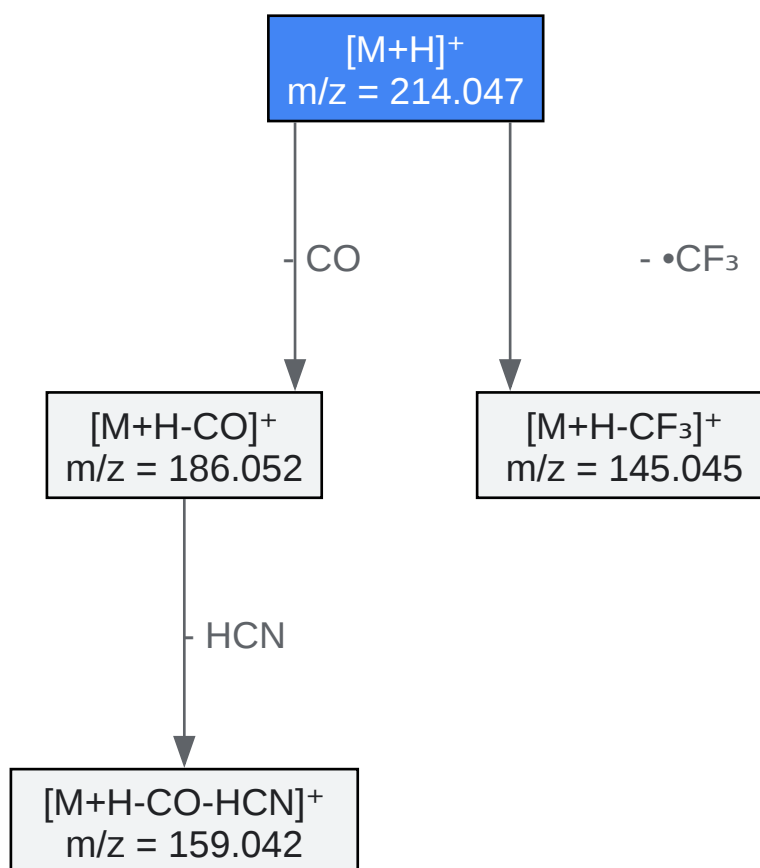 [M+H]⁺
m/z = 214.047
- CO
- •CF₃
[M+H-CO]⁺
m/z = 186.052
[M+H-CF₃]⁺
m/z = 145.045
- HCN
[M+H-CO-HCN]⁺
m/z = 159.042